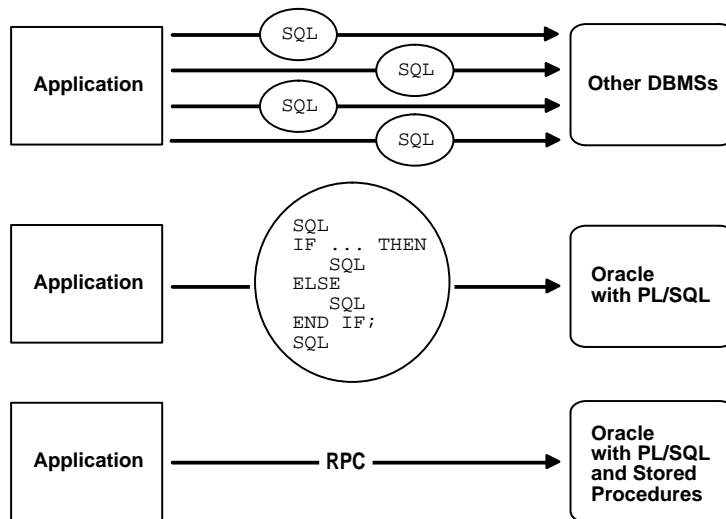 Application
SQL
SQL
SQL
SQL
Other DBMSs
Application
SQL
IF ... THEN
SQL
ELSE
SQL
END IF;
SQL
Oracle
with PL/SQL
Application
RPC
Oracle
with PL/SQL
and Stored
Procedures